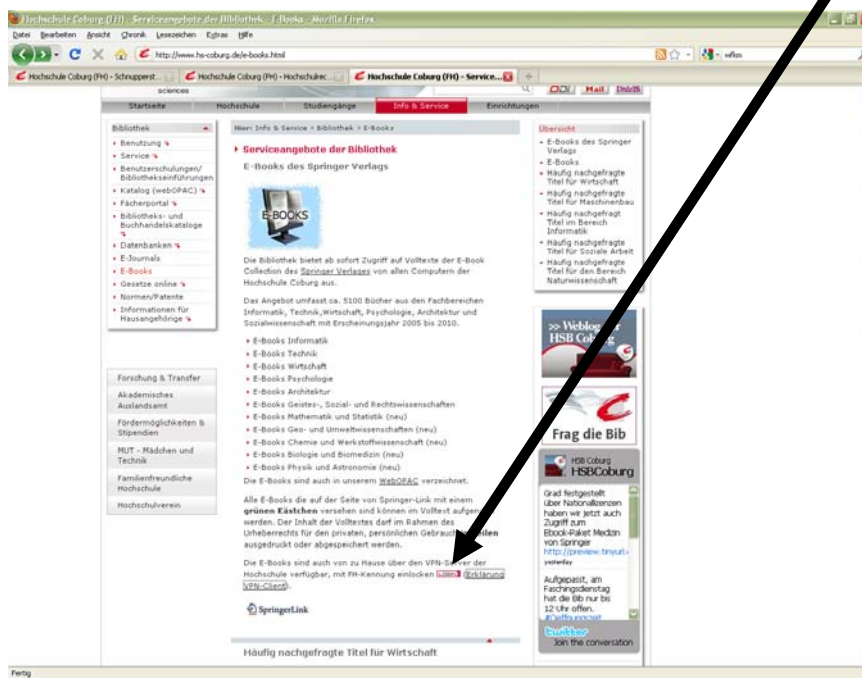 Hochschule Coburg (FH) - Serviceangebote der Bibliothek - E-Books - Mozilla Firefox
Datei Bearbeiten Ansicht Chronik Lesezeichen Extras Hilfe
http://www.hs-coburg.de/e-books.html
Hochschule Coburg (FH) - Schnupperst...
Hochschule Coburg (FH) - Hochschulrec...
Hochschule Coburg (FH) - Service...
sciences
Mail
UnivIS
Startseite
Hochschule
Studiengänge
Info & Service
Einrichtungen
Bibliothek
Benutzung
Service
Benutzerschulungen/
Bibliothekseinführungen
Katalog (webOPAC)
Fächerportal
Bibliotheks- und
Buchhandelskataloge
Datenbanken
E-Journals
E-Books
Gesetze online
Normen/Patente
Informationen für
Hausangehörige
Forschung & Transfer
Akademisches
Auslandsamt
Fördermöglichkeiten &
Stipendien
MUT - Mädchen und
Technik
Familienfreundliche
Hochschule
Hochschulverein
Hier: Info & Service > Bibliothek > E-Books
Serviceangebote der Bibliothek
E-Books des Springer Verlags
E-BOOKS
Die Bibliothek bietet ab sofort Zugriff auf Volltexte der E-Book
Collection des Springer Verlages von allen Computern der
Hochschule Coburg aus.
Das Angebot umfasst ca. 5100 Bücher aus den Fachbereichen
Informatik, Technik,Wirtschaft, Psychologie, Architektur und
Sozialwissenschaft mit Erscheinungsjahr 2005 bis 2010.
E-Books Informatik
E-Books Technik
E-Books Wirtschaft
E-Books Psychologie
E-Books Architektur
E-Books Geistes-, Sozial- und Rechtswissenschaften
E-Books Mathematik und Statistik (neu)
E-Books Geo- und Umweltwissenschaften (neu)
E-Books Chemie und Werkstoffwissenschaft (neu)
E-Books Biologie und Biomedizin (neu)
E-Books Physik und Astronomie (neu)
Die E-Books sind auch in unserem WebOPAC verzeichnet.
Alle E-Books die auf der Seite von Springer-Link mit einem
grünen Kästchen versehen sind können im Volltext
werden. Der Inhalt der Volltextes darf im Rahmen des
Urheberrechts für den privaten, persönlichen Gebrauch
ausgedruckt oder abgespeichert werden.
Die E-Books sind auch von zu Hause über den VPN-Server der
Hochschule verfügbar, mit FH-Kennung einlocken (Erklärung
VPN-Client).
SpringerLink
Häufig nachgefragte Titel für Wirtschaft
Übersicht
E-Books des Springer
Verlags
E-Books
Häufig nachgefragte
Titel für Wirtschaft
Häufig nachgefragte
Titel für Maschinenbau
Häufig nachgefragt
Titel im Bereich
Informatik
Häufig nachgefragte
Titel für Soziale Arbeit
Häufig nachgefragte
Titel für den Bereich
Naturwissenschaft
>> Weblog
HSB
Frag die Bib
HSB Coburg
HSBCoburg
Grad festgestellt
über Nationallizenzen
haben wir jetzt auch
Zugriff zum
Ebook-Paket Medizin
von Springer
http://preview.tinyurl.
yesterday
Aufgepasst, am
Faschingsdienstag
hat die Bib nur bis
12 Uhr offen.
twitter
Join the conversation
Fertig